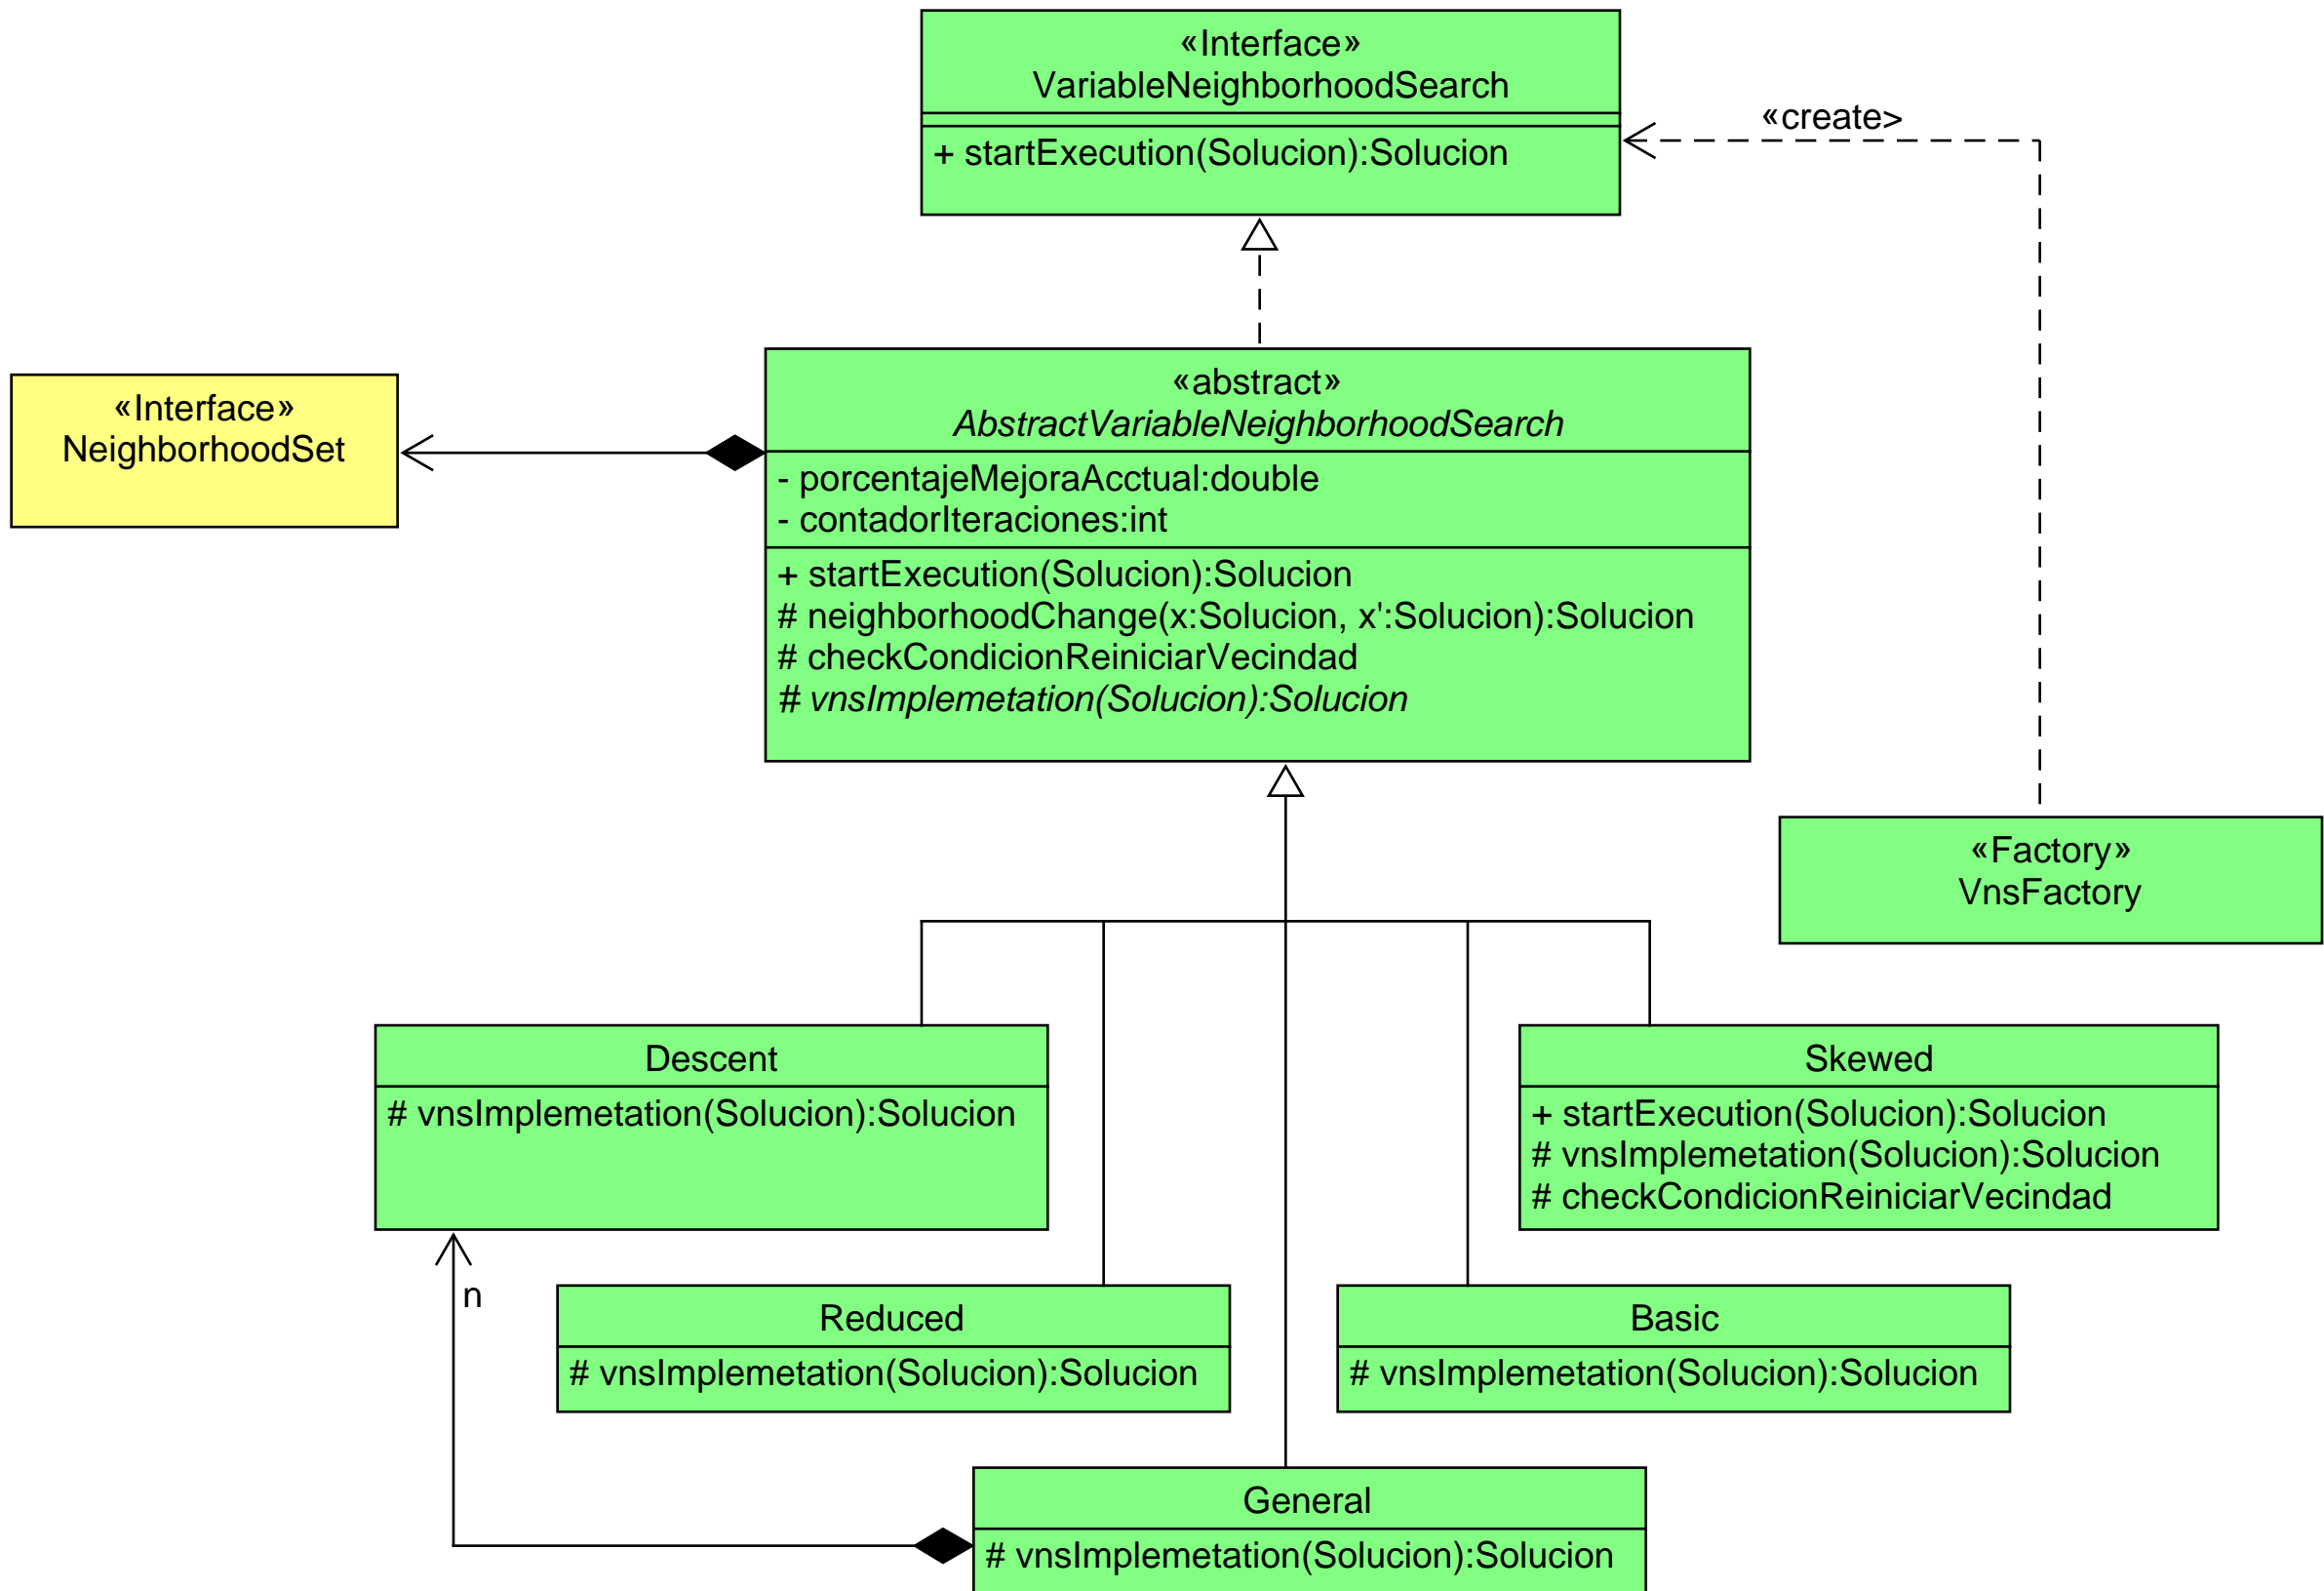 «Interface»
VariableNeighborhoodSearch
+ startExecution(Solucion):Solucion
«create>
«Interface»
NeighborhoodSet
«abstract»
AbstractVariableNeighborhoodSearch
- porcentajeMejoraAcctual:double
- contadorIteraciones:int
+ startExecution(Solucion):Solucion
# neighborhoodChange(x:Solucion, x':Solucion):Solucion
# checkCondicionReiniciarVecindad
# vnsImplemetation(Solucion):Solucion
«Factory»
VnsFactory
Descent
# vnsImplemetation(Solucion):Solucion
Skewed
+ startExecution(Solucion):Solucion
# vnsImplemetation(Solucion):Solucion
# checkCondicionReiniciarVecindad
n
Reduced
# vnsImplemetation(Solucion):Solucion
Basic
# vnsImplemetation(Solucion):Solucion
General
# vnsImplemetation(Solucion):Solucion